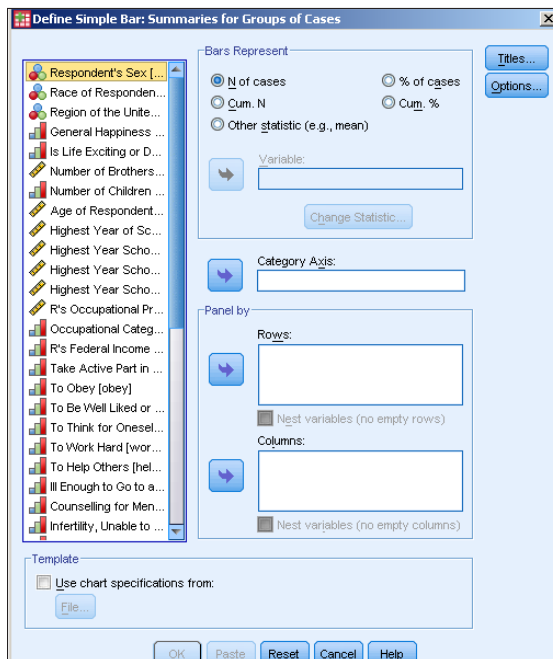 Define Simple Bar: Summaries for Groups of Cases
Respondent's Sex [...
Race of Responden...
Region of the Unite...
General Happiness ...
Is Life Exciting or D...
Number of Brothers...
Number of Children ...
Age of Respondent...
Highest Year of Sc...
Highest Year Scho...
Highest Year Scho...
Highest Year Scho...
R's Occupational Pr...
Occupational Categ...
R's Federal Income ...
Take Active Part in ...
To Obey [obey]
To Be Well Liked or ...
To Think for Onesel...
To Work Hard [wor...
To Help Others [hel...
Ill Enough to Go to a...
Counselling for Men...
Infertility, Unable to ...
Bars Represent
N of cases
% of cases
Cum. N
Cum. %
Other statistic (e.g., mean)
Variable:
Change Statistic...
Category Axis:
Panel by
Rows:
Nest variables (no empty rows)
Columns:
Nest variables (no empty columns)
Titles...
Options...
Template
Use chart specifications from:
File...
OK Paste Reset Cancel Help